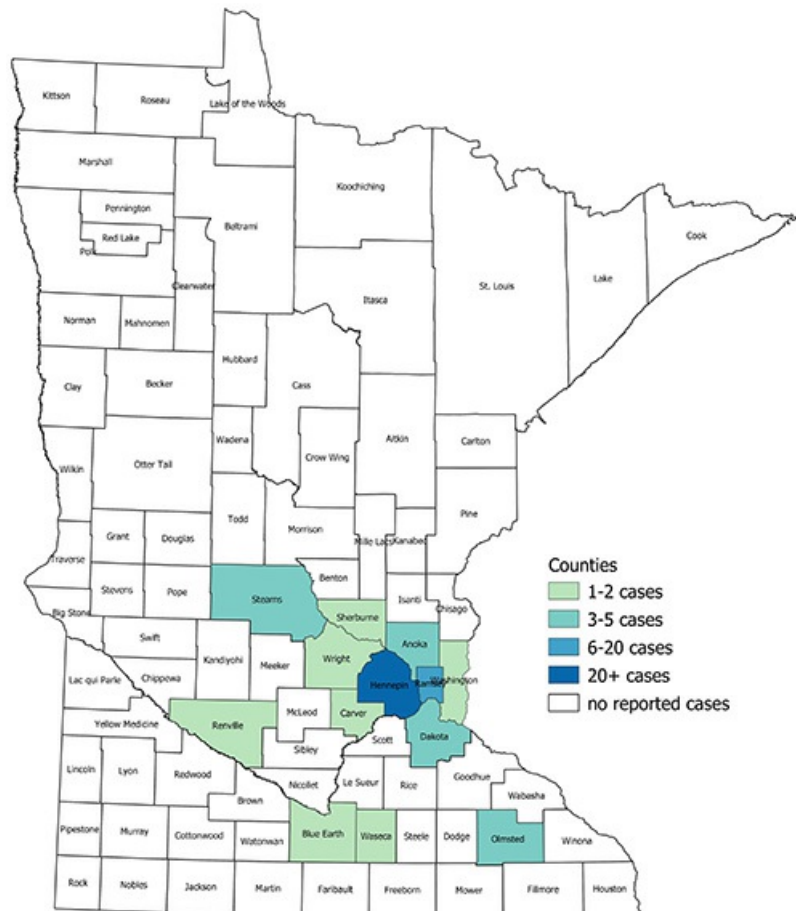 Kittson
Roseau
Lake of the Woods
Marshall
Koochiching
Pennington
Beltrami
Red Lake
Polk
Cook
Clearwater
St. Louis
Lake
Itasca
Norman
Mahnomen
Hubbard
Clay
Becker
Cass
Wadena
Aitkin
Carlton
Otter Tail
Crow Wing
Wilkin
Pine
Todd
Morrison
Grant
Douglas
Mille Lacs
Kanabec
Traverse
Benton
Stevens
Pope
Stearns
Isanti
Chisago
Big Stone
Sherburne
Swift
Anoka
Wright
Kandiyohi
Meeker
Lac qui Parle
Chippewa
Hennepin
Ramsey
Washington
McLeod
Carver
Yellow Medicine
Renville
Scott
Dakota
Sibley
Lincoln
Lyon
Redwood
Nicollet
Le Sueur
Rice
Goodhue
Brown
Wabasha
Pipestone
Murray
Cottonwood
Watonwan
Blue Earth
Waseca
Steele
Dodge
Olmsted
Winona
Rock
Nobles
Jackson
Martin
Faribault
Freeborn
Mower
Fillmore
Houston
Counties
1-2 cases
3-5 cases
6-20 cases
20+ cases
no reported cases